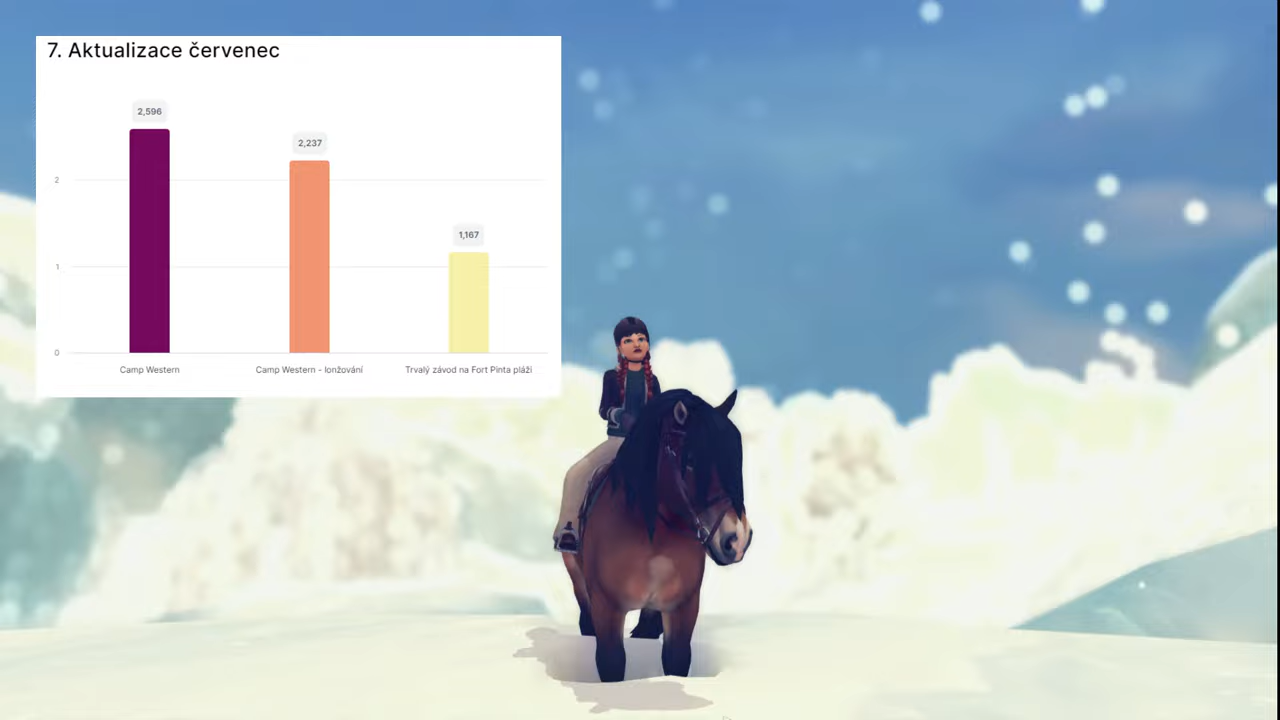 7. Aktualizace červenec
2,596
2,237
1,167
2
1
0
Camp Western
Camp Western - lonžování
Trvalý závod na Fort Pinta pláži